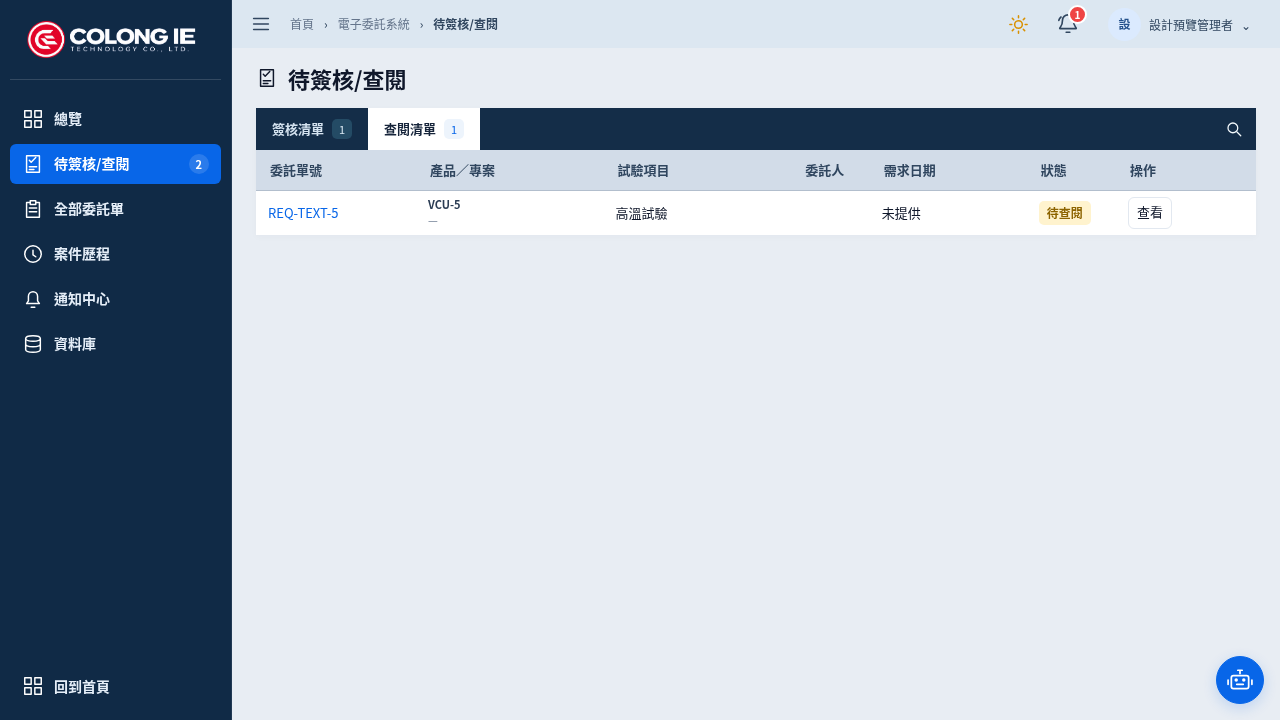 COLONG IE
TECHNOLOGY CO., LTD.
總覽
待簽核/查閱 2
全部委託單
案件歷程
通知中心
資料庫
回到首頁
首頁 › 電子委託系統 › 待簽核/查閱
1
設 設計預覽管理者
待簽核/查閱
簽核清單 1 查閱清單 1
委託單號 產品／專案 試驗項目 委託人 需求日期 狀態 操作
REQ-TEXT-5 VCU-5 高溫試驗 未提供 待查閱 查看
—